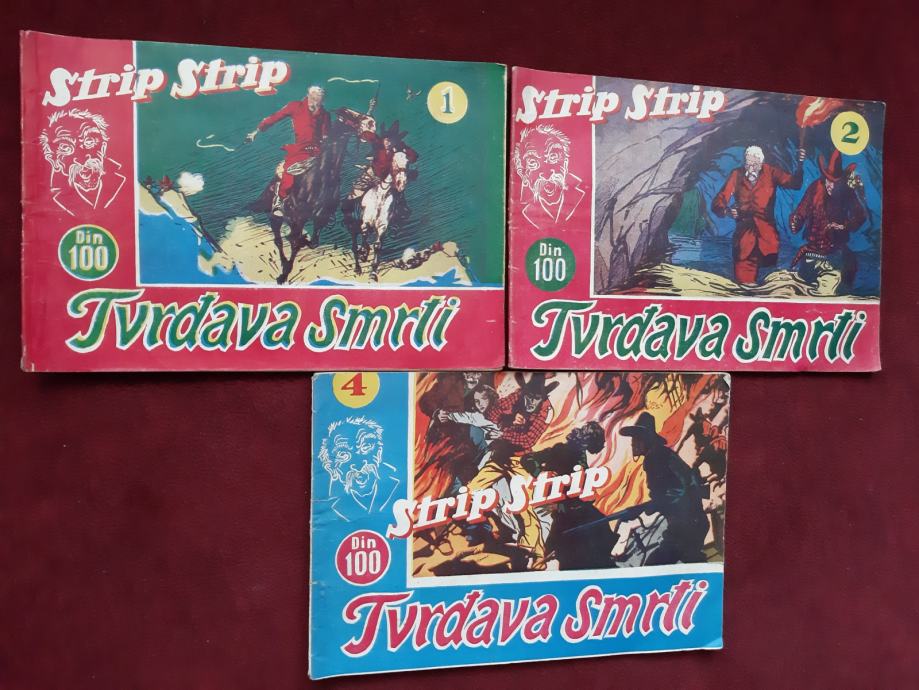 Strip Strip
1
Din
100
Tvrđava Smrti
Strip Strip
2
Din
100
Tvrđava Smrti
4
Strip Strip
Din
100
Tvrđava Smrti